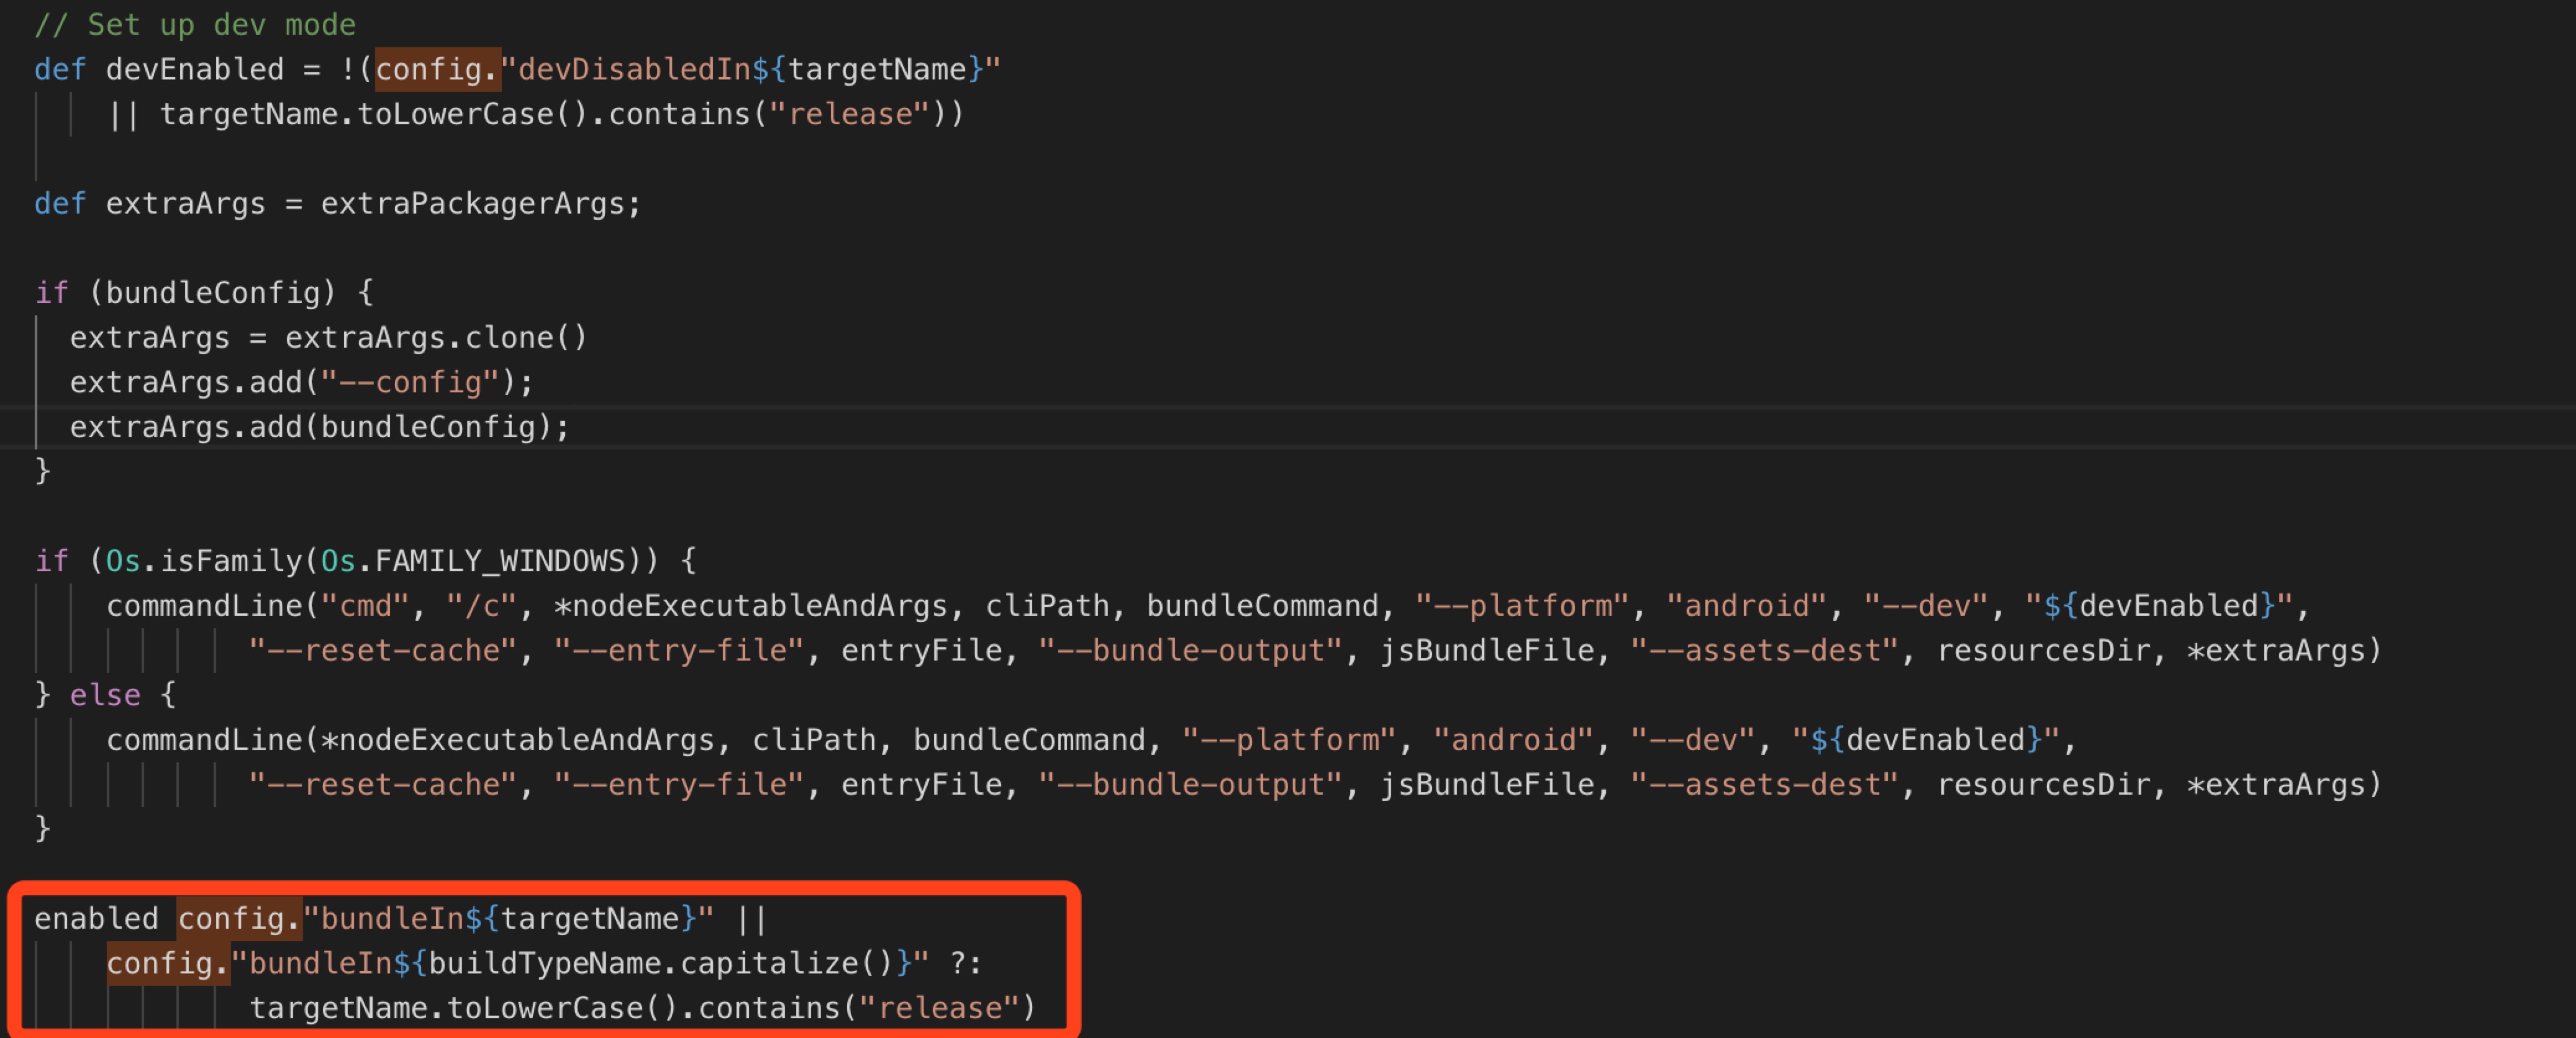 // Set up dev mode
def devEnabled = !(config."devDisabledIn${targetName}"
|| targetName.toLowerCase().contains("release"))
def extraArgs = extraPackagerArgs;
if (bundleConfig) {
extraArgs = extraArgs.clone()
extraArgs.add("--config");
extraArgs.add(bundleConfig);
}
if (Os.isFamily(Os.FAMILY_WINDOWS)) {
commandLine("cmd", "/c", *nodeExecutableAndArgs, cliPath, bundleCommand, "--platform", "android", "--dev", "${devEnabled}",
"--reset-cache", "--entry-file", entryFile, "--bundle-output", jsBundleFile, "--assets-dest", resourcesDir, *extraArgs)
} else {
commandLine(*nodeExecutableAndArgs, cliPath, bundleCommand, "--platform", "android", "--dev", "${devEnabled}",
"--reset-cache", "--entry-file", entryFile, "--bundle-output", jsBundleFile, "--assets-dest", resourcesDir, *extraArgs)
}
enabled config."bundleIn${targetName}" ||
config."bundleIn${buildTypeName.capitalize()}" ?:
targetName.toLowerCase().contains("release")